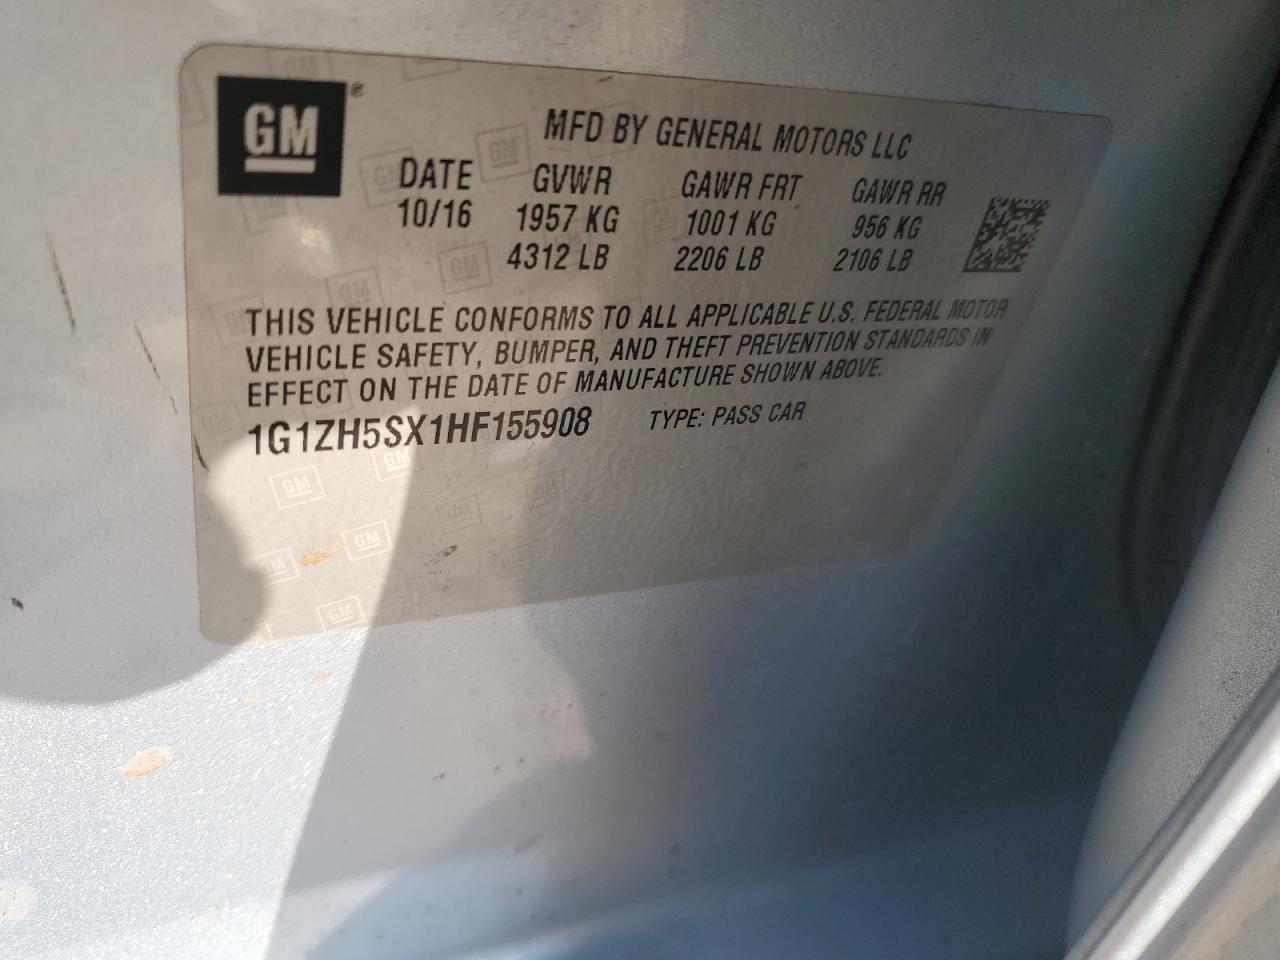 GM ®
MFD BY GENERAL MOTORS LLC
DATE GVWR GAWR FRT GAWR RR
10/16 1957 KG 1001 KG 956 KG
4312 LB 2206 LB 2106 LB
THIS VEHICLE CONFORMS TO ALL APPLICABLE U.S. FEDERAL MOTOR
VEHICLE SAFETY, BUMPER, AND THEFT PREVENTION STANDARDS IN
EFFECT ON THE DATE OF MANUFACTURE SHOWN ABOVE.
1G1ZH5SX1HF155908 TYPE: PASS CAR